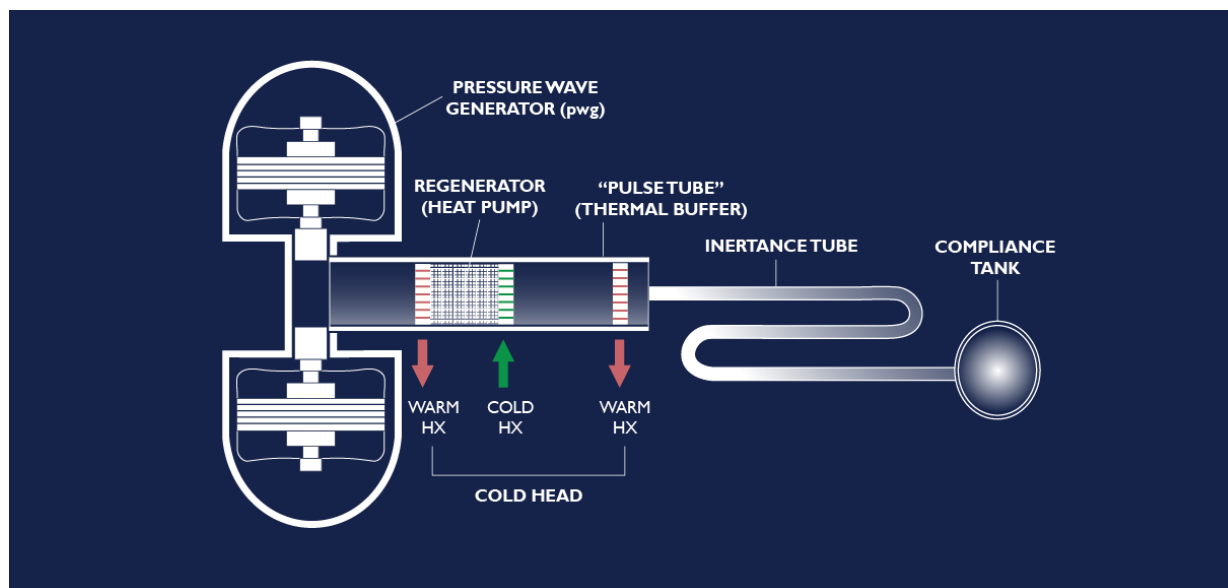 PRESSURE WAVE
GENERATOR (pwg)
REGENERATOR
(HEAT PUMP)
“PULSE TUBE”
(THERMAL BUFFER)
INERTANCE TUBE
COMPLIANCE
TANK
WARM
HX
COLD
HX
WARM
HX
COLD HEAD